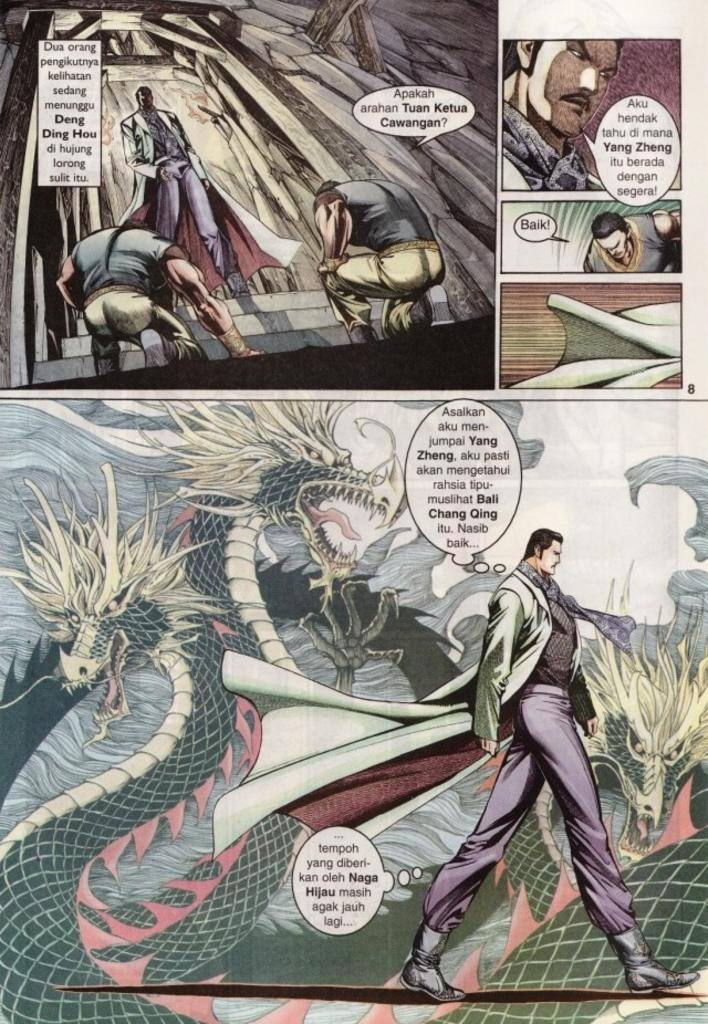 Dua orang
pengikutnya
kelihatan
sedang
menunggu
Deng
Ding Hou
di hujung
lorong
sulit itu.
Apakah
arahan Tuan Ketua
Cawangan?
Aku
hendak
tahu di mana
Yang Zheng
itu berada
dengan
segera!
Baik!
8
Asalkan
aku men-
jumpai Yang
Zheng, aku pasti
akan mengetahui
rahsia tipu-
muslihat Bali
Chang Qing
itu. Nasib
baik...
...
tempoh
yang diberi-
kan oleh Naga
Hijau masih
agak jauh
lagi...